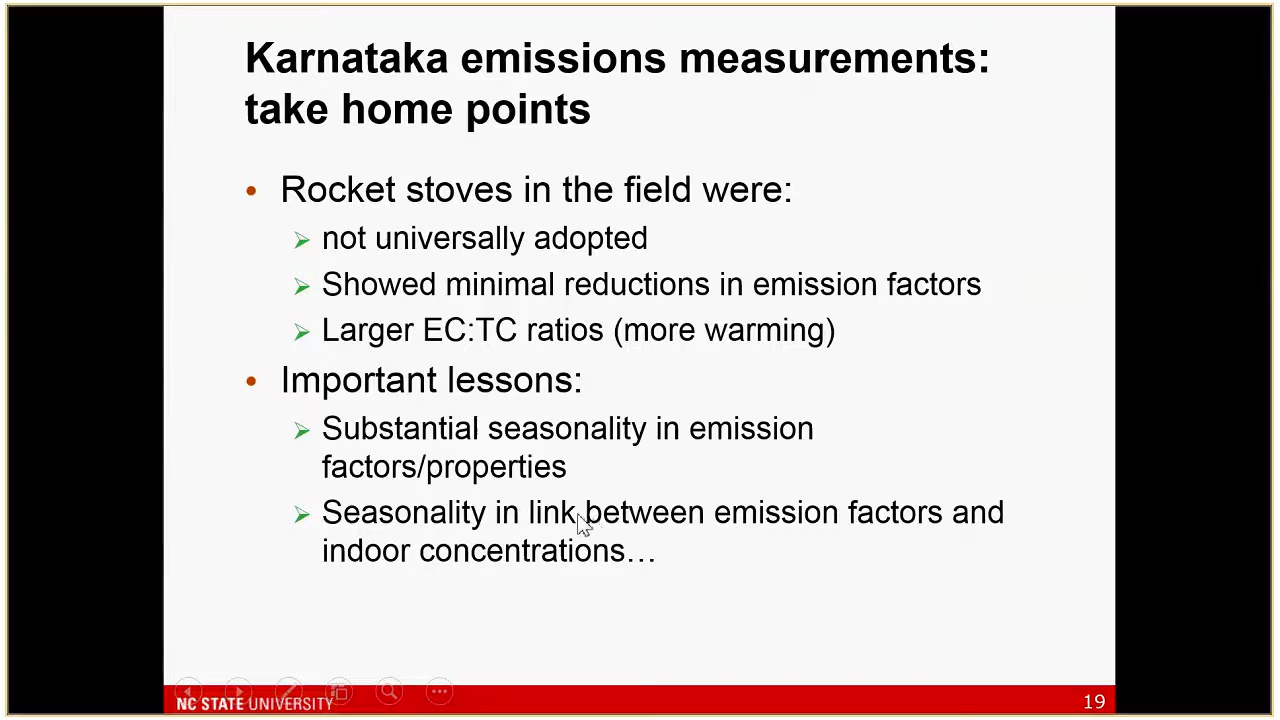 Karnataka emissions measurements:
take home points
• Rocket stoves in the field were:
➢ not universally adopted
➢ Showed minimal reductions in emission factors
➢ Larger EC:TC ratios (more warming)
• Important lessons:
➢ Substantial seasonality in emission
factors/properties
➢ Seasonality in link between emission factors and
indoor concentrations…
NC STATE UNIVERSITY
19